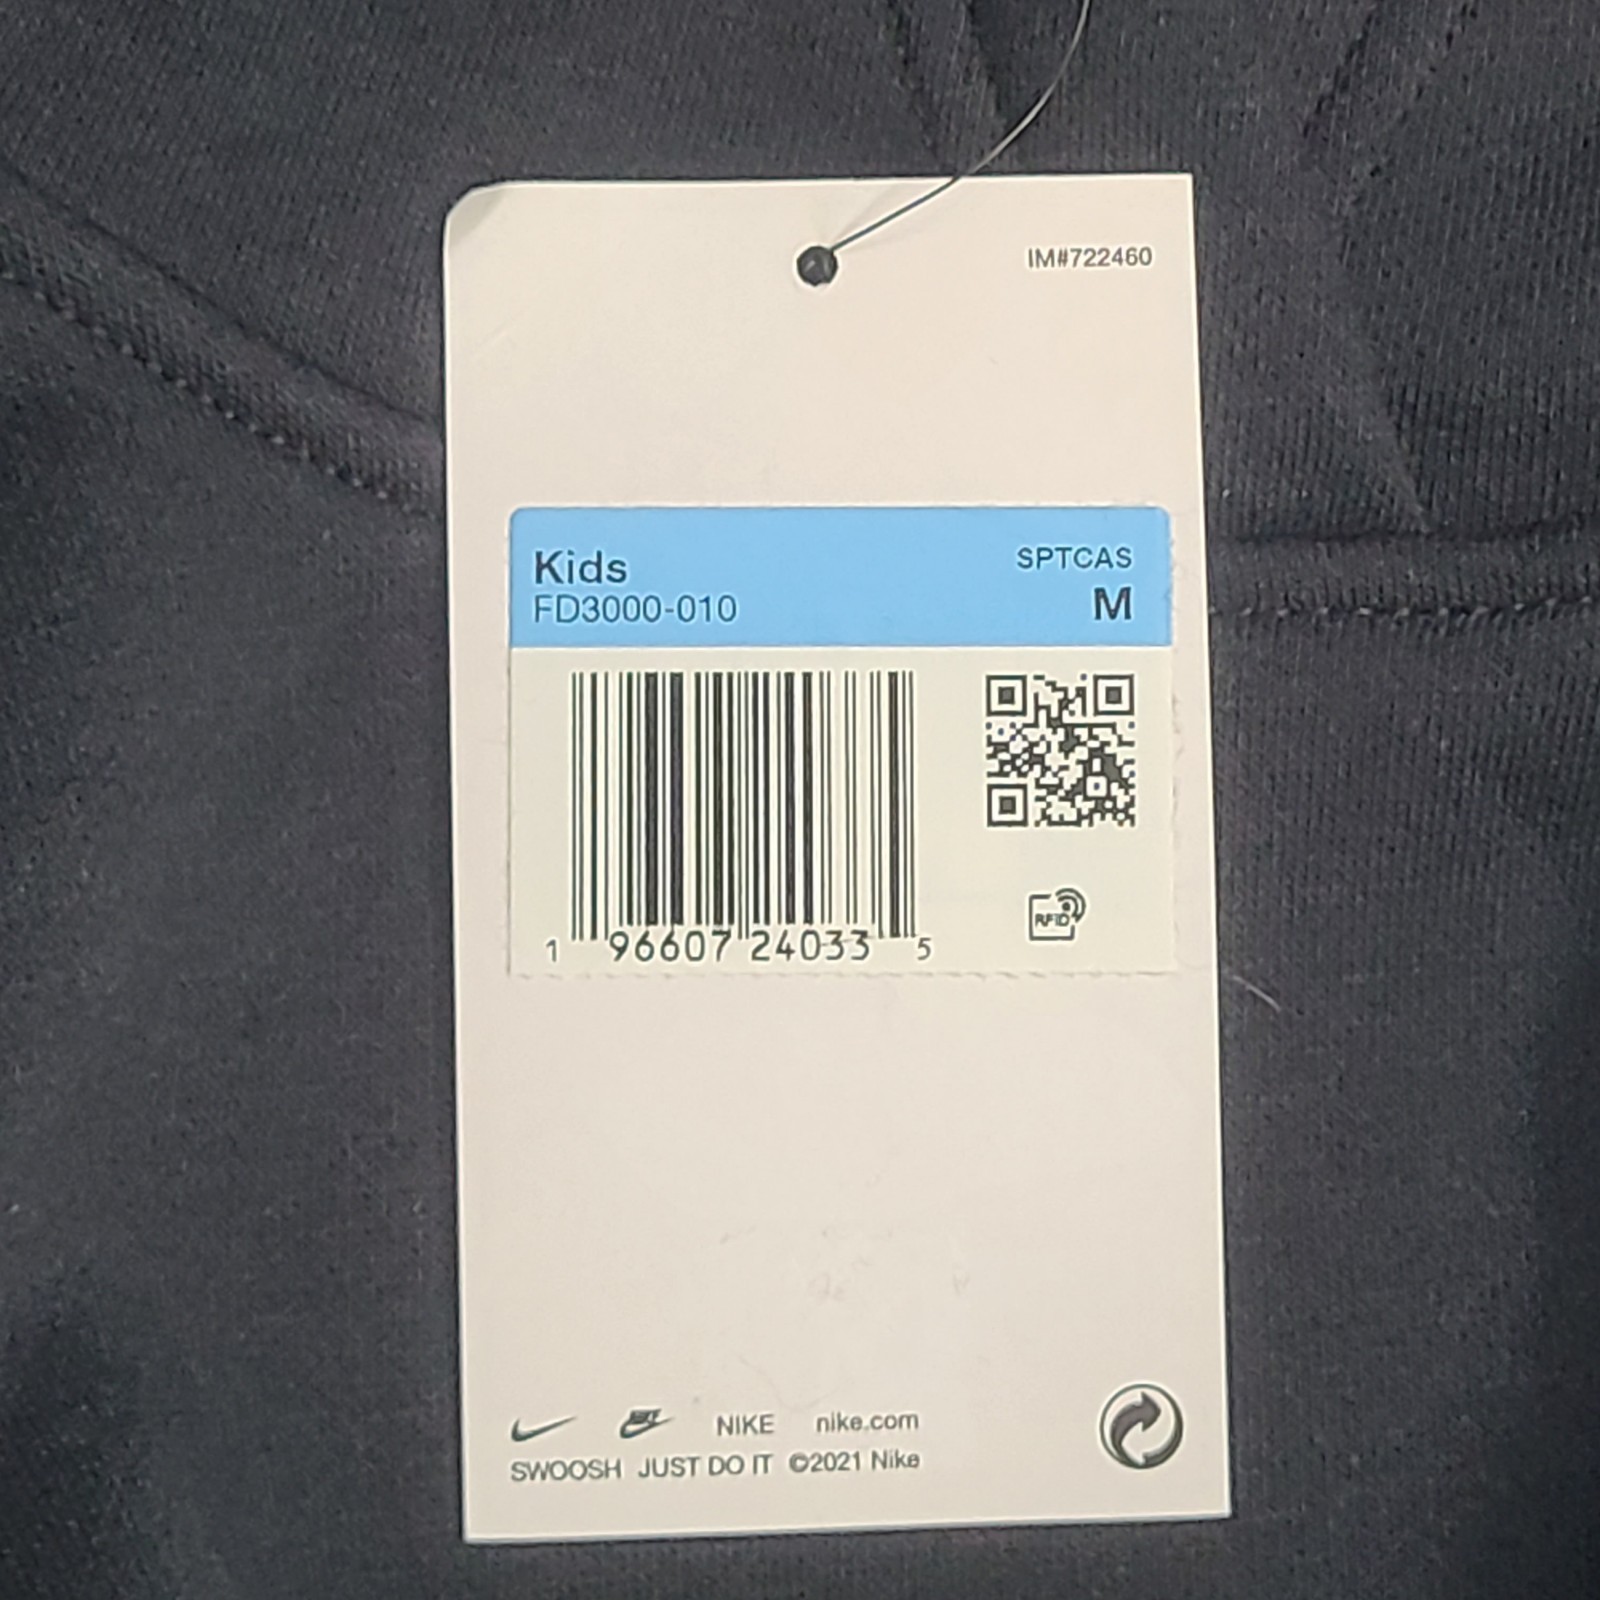 IM#722460
Kids
SPTCAS
FD3000-010
M
1 96607 24033 5
RFID
NIKE nike.com
SWOOSH JUST DO IT ©2021 Nike